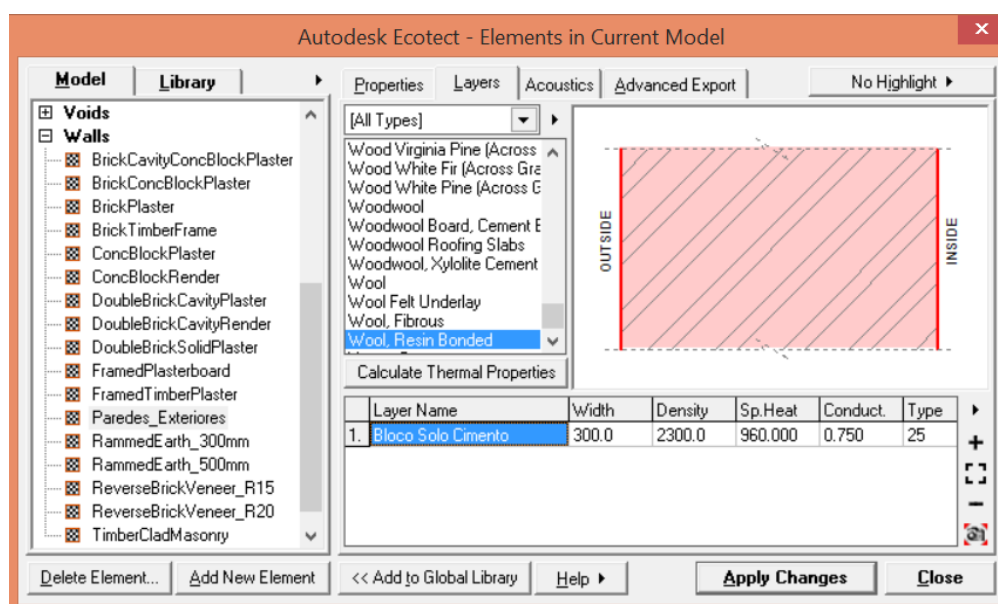 Autodesk Ecotect - Elements in Current Model
Model
Library
Voids
Walls
BrickCavityConcBlockPlaster
BrickConcBlockPlaster
BrickPlaster
BrickTimberFrame
ConcBlockPlaster
ConcBlockRender
DoubleBrickCavityPlaster
DoubleBrickCavityRender
DoubleBrickSolidPlaster
FramedPlasterboard
FramedTimberPlaster
Paredes_Exteriores
RammedEarth_300mm
RammedEarth_500mm
ReverseBrickVeneer_R15
ReverseBrickVeneer_R20
TimberCladMasonry
Delete Element...
Add New Element
Properties
Layers
Acoustics
Advanced Export
No Highlight
[All Types]
Wood Virginia Pine (Across
Wood White Fir (Across Gra
Wood White Pine (Across G
Woodwool
Woodwool Board, Cement B
Woodwool Roofing Slabs
Woodwool, Xylolite Cement
Wool
Wool Felt Underlay
Wool, Fibrous
Wool, Resin Bonded
Calculate Thermal Properties
OUTSIDE
INSIDE
Layer Name Width Density Sp.Heat Conduct. Type
1. Bloco Solo Cimento 300.0 2300.0 960.000 0.750 25
<< Add to Global Library
Help
Apply Changes
Close